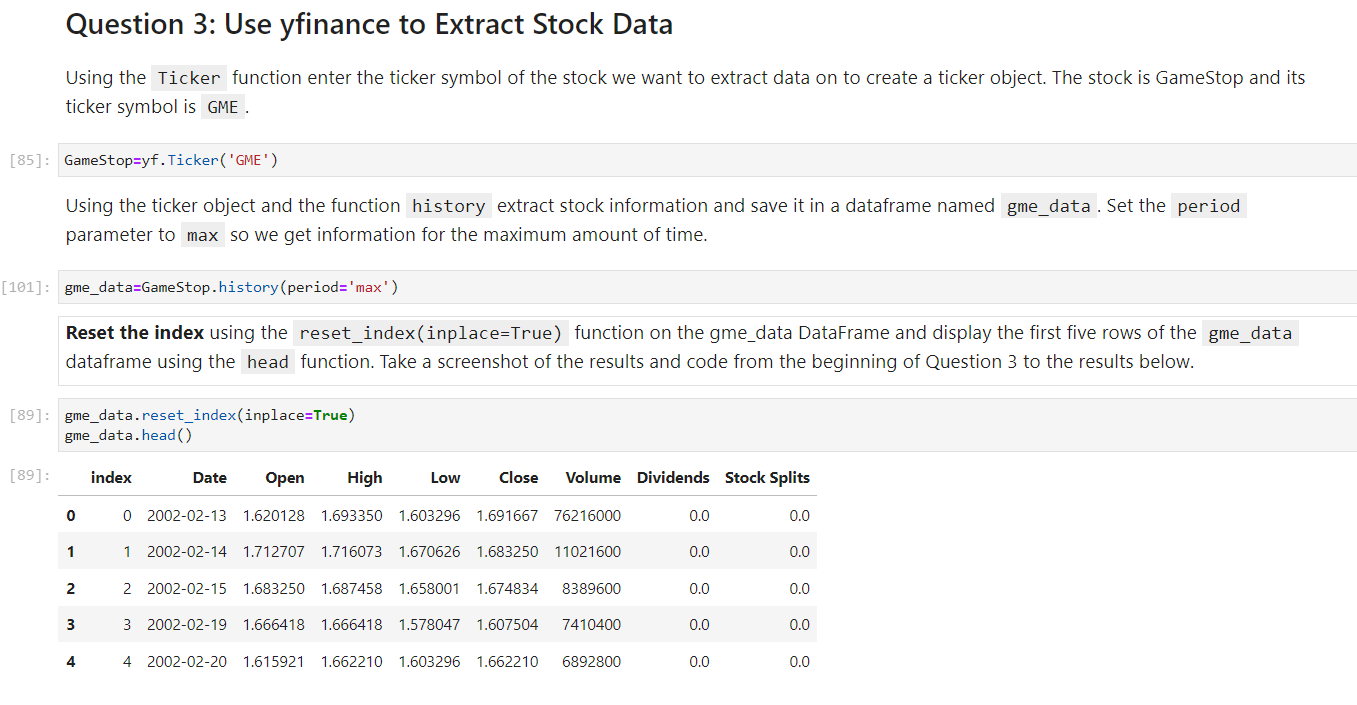 Question 3: Use yfinance to Extract Stock Data
Using the Ticker function enter the ticker symbol of the stock we want to extract data on to create a ticker object. The stock is GameStop and its
ticker symbol is GME .
[85]: GameStop=yf.Ticker('GME')
Using the ticker object and the function history extract stock information and save it in a dataframe named gme_data . Set the period
parameter to max so we get information for the maximum amount of time.
[101]: gme_data=GameStop.history(period='max')
Reset the index using the reset_index(inplace=True) function on the gme_data DataFrame and display the first five rows of the gme_data
dataframe using the head function. Take a screenshot of the results and code from the beginning of Question 3 to the results below.
[89]: gme_data.reset_index(inplace=True)
gme_data.head()
[89]: index Date Open High Low Close Volume Dividends Stock Splits
0 0 2002-02-13 1.620128 1.693350 1.603296 1.691667 76216000 0.0 0.0
1 1 2002-02-14 1.712707 1.716073 1.670626 1.683250 11021600 0.0 0.0
2 2 2002-02-15 1.683250 1.687458 1.658001 1.674834 8389600 0.0 0.0
3 3 2002-02-19 1.666418 1.666418 1.578047 1.607504 7410400 0.0 0.0
4 4 2002-02-20 1.615921 1.662210 1.603296 1.662210 6892800 0.0 0.0